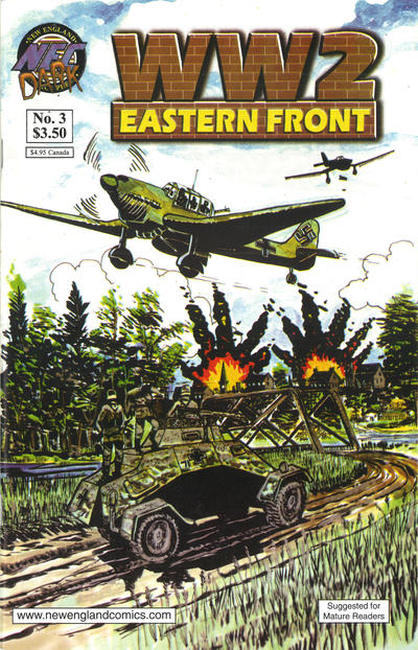 NEW ENGLAND
NEC
DARK
No. 3
$3.50
$4.95 Canada
WW2
EASTERN FRONT
www.newenglandcomics.com
Suggested for
Mature Readers